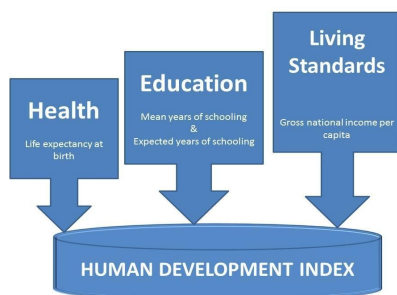 Health
Life expectancy at
birth
Education
Mean years of schooling
&
Expected years of schooling
Living
Standards
Gross national income per
capita
HUMAN DEVELOPMENT INDEX